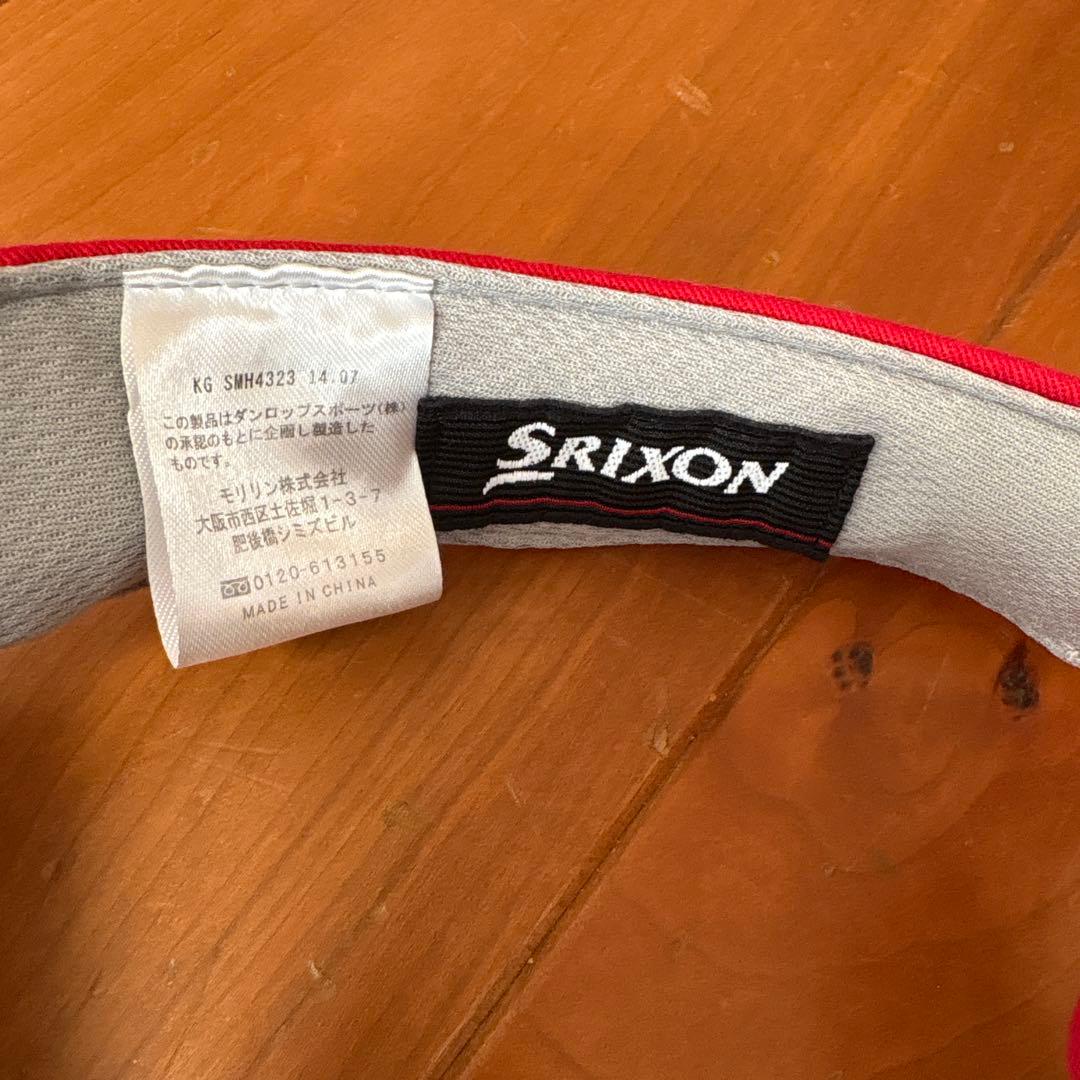 KG SMH4323 14.07
この製品はダンロップスポーツ(株)
の承認のもとに企画し製造した
ものです。
モリリン株式会社
大阪市西区土佐堀1-3-7
肥後橋シミズビル
0120-613155
MADE IN CHINA
SRIXON